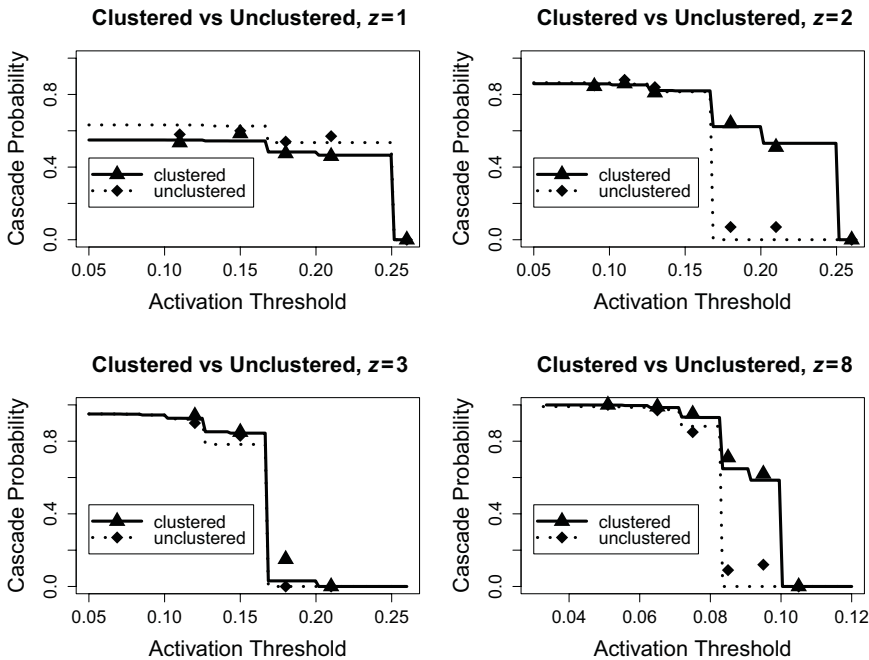 Clustered vs Unclustered, z=1
Cascade Probability
0.8
0.4
0.0
clustered
unclustered
0.05 0.10 0.15 0.20 0.25
Activation Threshold
Clustered vs Unclustered, z=2
Cascade Probability
0.8
0.4
0.0
clustered
unclustered
0.05 0.10 0.15 0.20 0.25
Activation Threshold
Clustered vs Unclustered, z=3
Cascade Probability
0.8
0.4
0.0
clustered
unclustered
0.05 0.10 0.15 0.20 0.25
Activation Threshold
Clustered vs Unclustered, z=8
Cascade Probability
0.8
0.4
0.0
clustered
unclustered
0.04 0.06 0.08 0.10 0.12
Activation Threshold